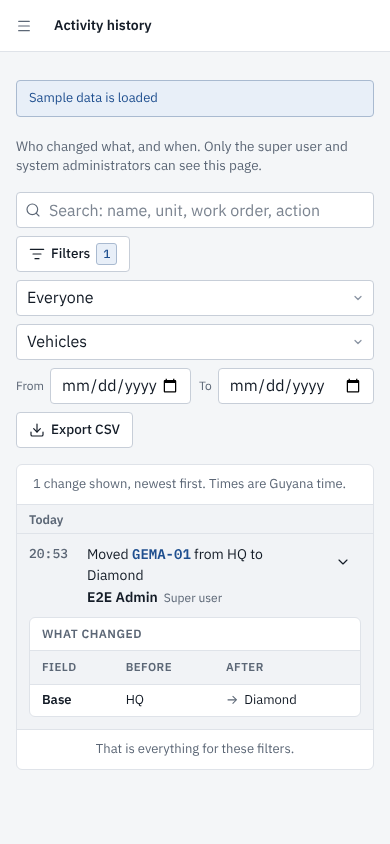 Activity history
Sample data is loaded
Who changed what, and when. Only the super user and
system administrators can see this page.
Search: name, unit, work order, action
Filters 1
Everyone
Vehicles
From mm/dd/yyyy To mm/dd/yyyy
Export CSV
1 change shown, newest first. Times are Guyana time.
Today
20:53 Moved GEMA-01 from HQ to
Diamond
E2E Admin Super user
WHAT CHANGED
FIELD BEFORE AFTER
Base HQ → Diamond
That is everything for these filters.